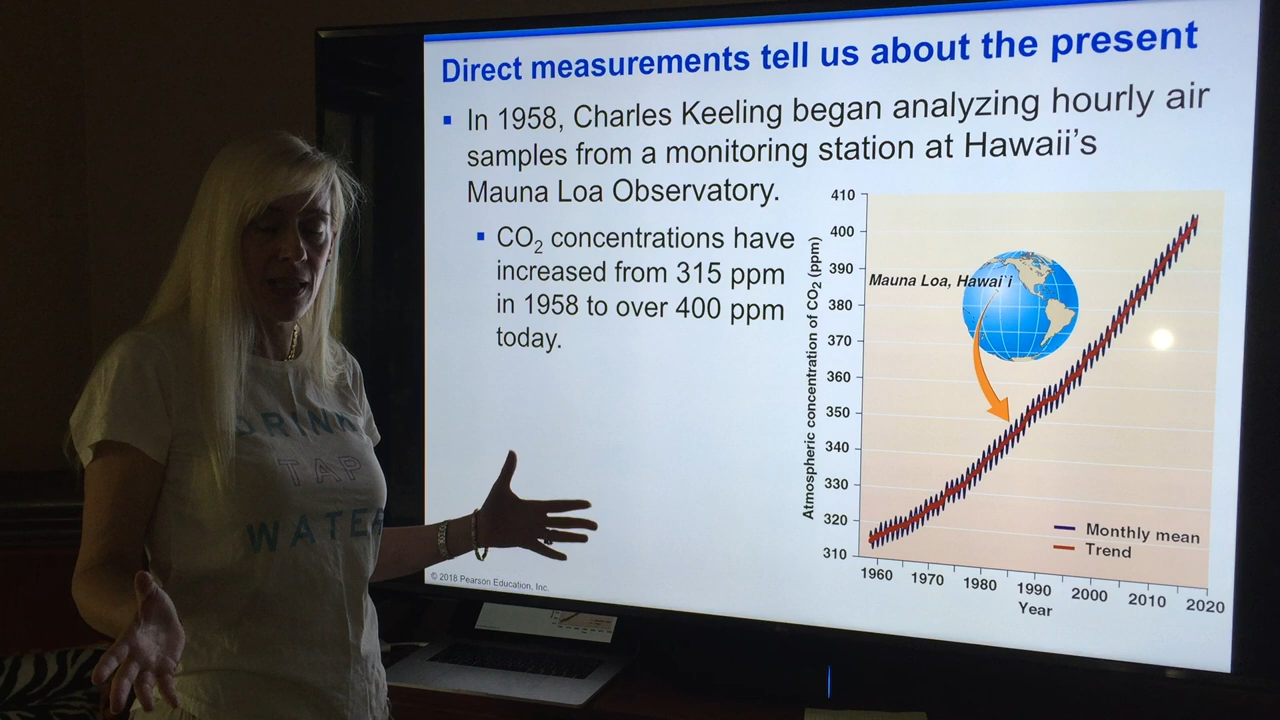 Direct measurements tell us about the present
▪ In 1958, Charles Keeling began analyzing hourly air
samples from a monitoring station at Hawaii's
Mauna Loa Observatory.
▪ CO₂ concentrations have
increased from 315 ppm
in 1958 to over 400 ppm
today.
Atmospheric concentration of CO₂ (ppm)
410
400
390
380
370
360
350
340
330
320
310
Mauna Loa, Hawai`i
Monthly mean
Trend
1960 1970 1980 1990 2000 2010 2020
Year
© 2018 Pearson Education, Inc.
DRINK
TAP
WATER